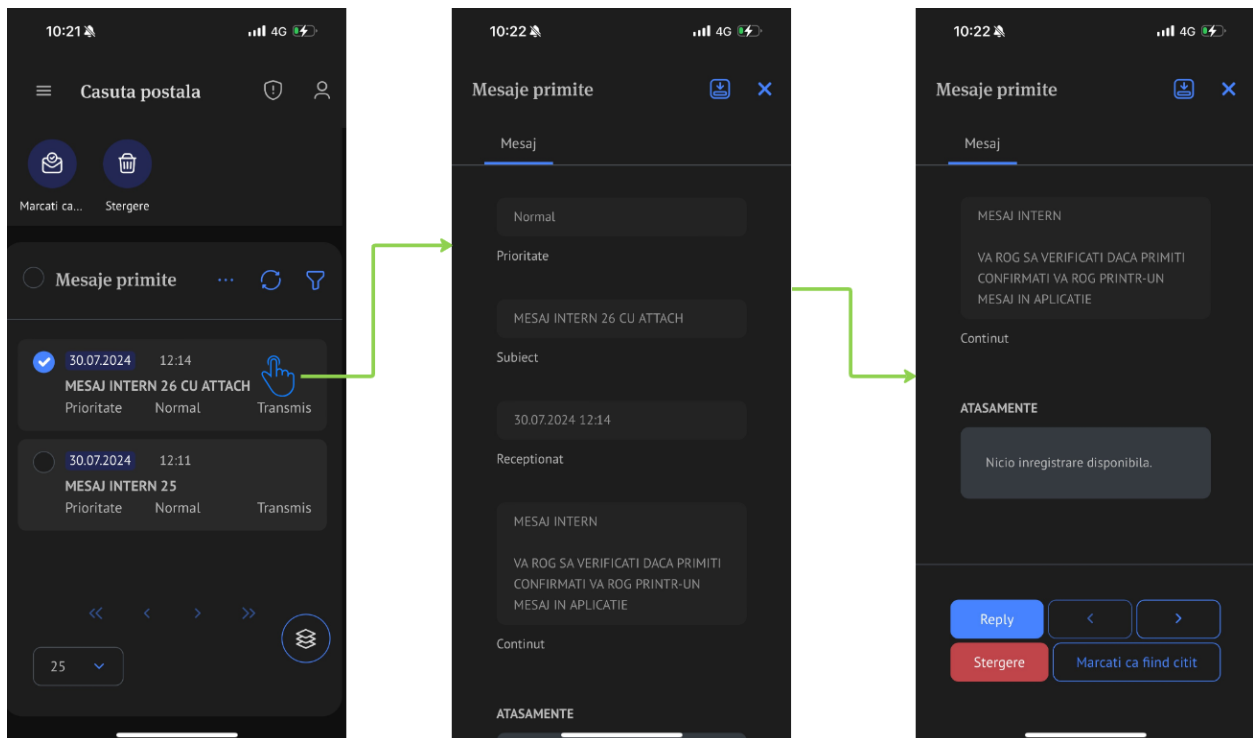 10:21
4G
Casuta postala
Marcati ca...
Stergere
Mesaje primite
30.07.2024 12:14
MESAJ INTERN 26 CU ATTACH
Prioritate Normal Transmis
30.07.2024 12:11
MESAJ INTERN 25
Prioritate Normal Transmis
25
10:22
4G
Mesaje primite
Mesaj
Normal
Prioritate
MESAJ INTERN 26 CU ATTACH
Subiect
30.07.2024 12:14
Receptionat
MESAJ INTERN
VA ROG SA VERIFICATI DACA PRIMITI
CONFIRMATI VA ROG PRINTR-UN
MESAJ IN APLICATIE
Continut
ATASAMENTE
10:22
4G
Mesaje primite
Mesaj
MESAJ INTERN
VA ROG SA VERIFICATI DACA PRIMITI
CONFIRMATI VA ROG PRINTR-UN
MESAJ IN APLICATIE
Continut
ATASAMENTE
Nicio inregistrare disponibila.
Reply
Stergere
Marcati ca fiind citit